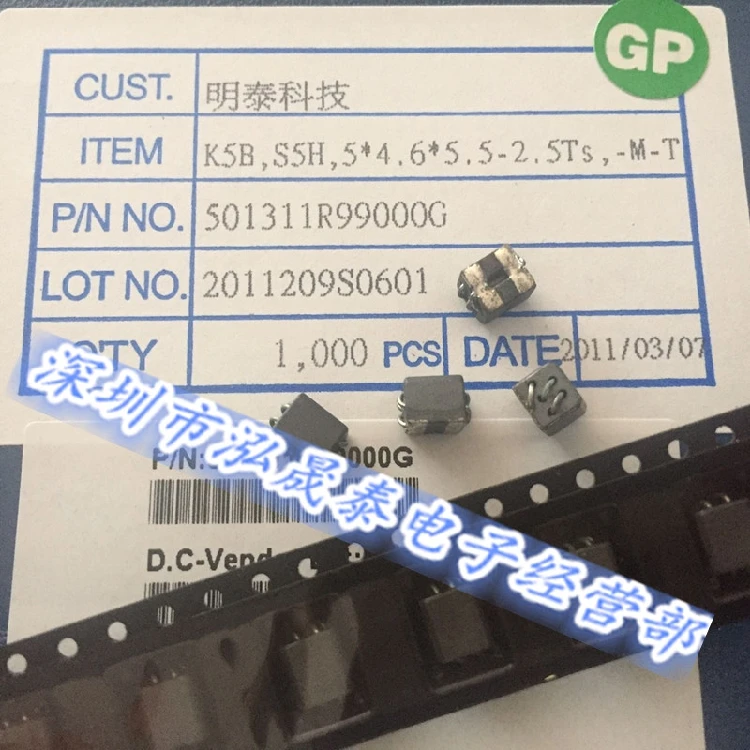 GP
CUST. 明泰科技
ITEM K5B,S5H,5*4.6*5.5-2.5Ts,-M-T
P/N NO. 501311R99000G
LOT NO. 2011209S0601
Q'TY 1,000 PCS DATE 2011/03/07
深圳市泓晟泰电子经营部
P/N: 9000G
D.C-Vend